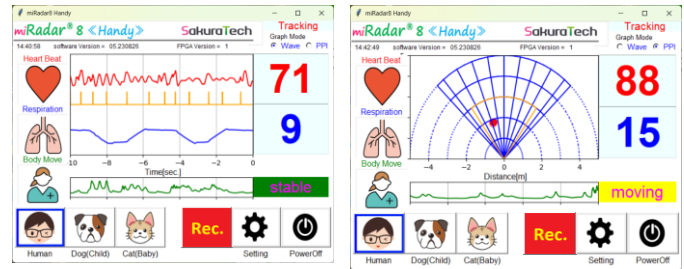 miRadar8 Handy
miRadar® 8 《Handy》 SakuraTech Tracking
Graph Mode
14:40:58 software Version = 05.230826 FPGA Version = 1 Wave PPI
Heart Beat
71
Respiration
9
Body Move
-10 -8 -6 -4 -2 0
Time[sec.]
stable
Rec.
Human Dog(Child) Cat(Baby) Setting PowerOff
miRadar8 Handy
miRadar® 8 《Handy》 SakuraTech Tracking
Graph Mode
14:42:49 software Version = 05.230826 FPGA Version = 1 Wave PPI
Heart Beat
88
Respiration
15
Body Move
-4 -2 0 2 4
Distance[m]
moving
Rec.
Human Dog(Child) Cat(Baby) Setting PowerOff